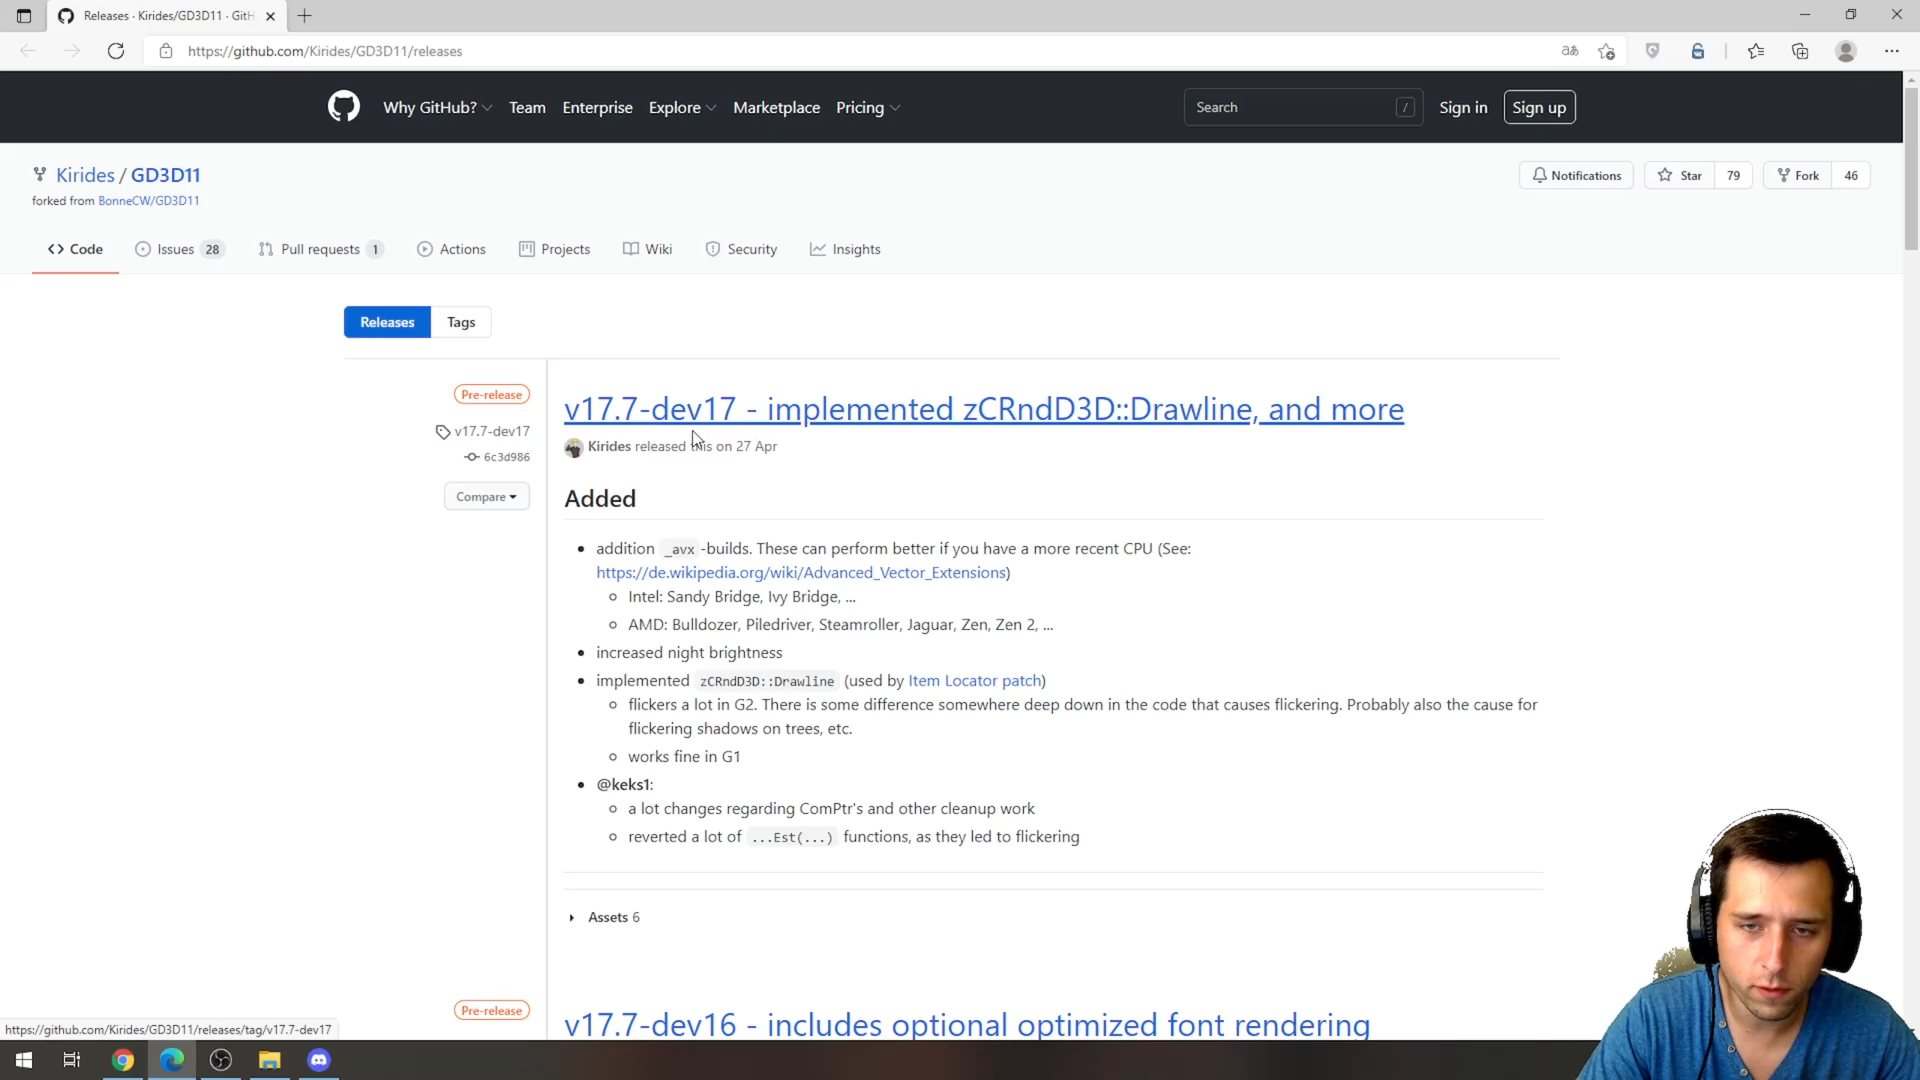 Releases · Kirides/GD3D11 · GitH
https://github.com/Kirides/GD3D11/releases
Why GitHub? Team Enterprise Explore Marketplace Pricing Search / Sign in Sign up
Kirides / GD3D11 Notifications Star 79 Fork 46
forked from BonneCW/GD3D11
<> Code Issues 28 Pull requests 1 Actions Projects Wiki Security Insights
Releases Tags
Pre-release
v17.7-dev17
6c3d986
Compare
v17.7-dev17 - implemented zCRndD3D::Drawline, and more
Kirides released this on 27 Apr
Added
addition _avx -builds. These can perform better if you have a more recent CPU (See:
https://de.wikipedia.org/wiki/Advanced_Vector_Extensions)
Intel: Sandy Bridge, Ivy Bridge, ...
AMD: Bulldozer, Piledriver, Steamroller, Jaguar, Zen, Zen 2, ...
increased night brightness
implemented zCRndD3D::Drawline (used by Item Locator patch)
flickers a lot in G2. There is some difference somewhere deep down in the code that causes flickering. Probably also the cause for
flickering shadows on trees, etc.
works fine in G1
@keks1:
a lot changes regarding ComPtr's and other cleanup work
reverted a lot of ...Est(...) functions, as they led to flickering
Assets 6
Pre-release
v17.7-dev16 - includes optional optimized font rendering
https://github.com/Kirides/GD3D11/releases/tag/v17.7-dev17